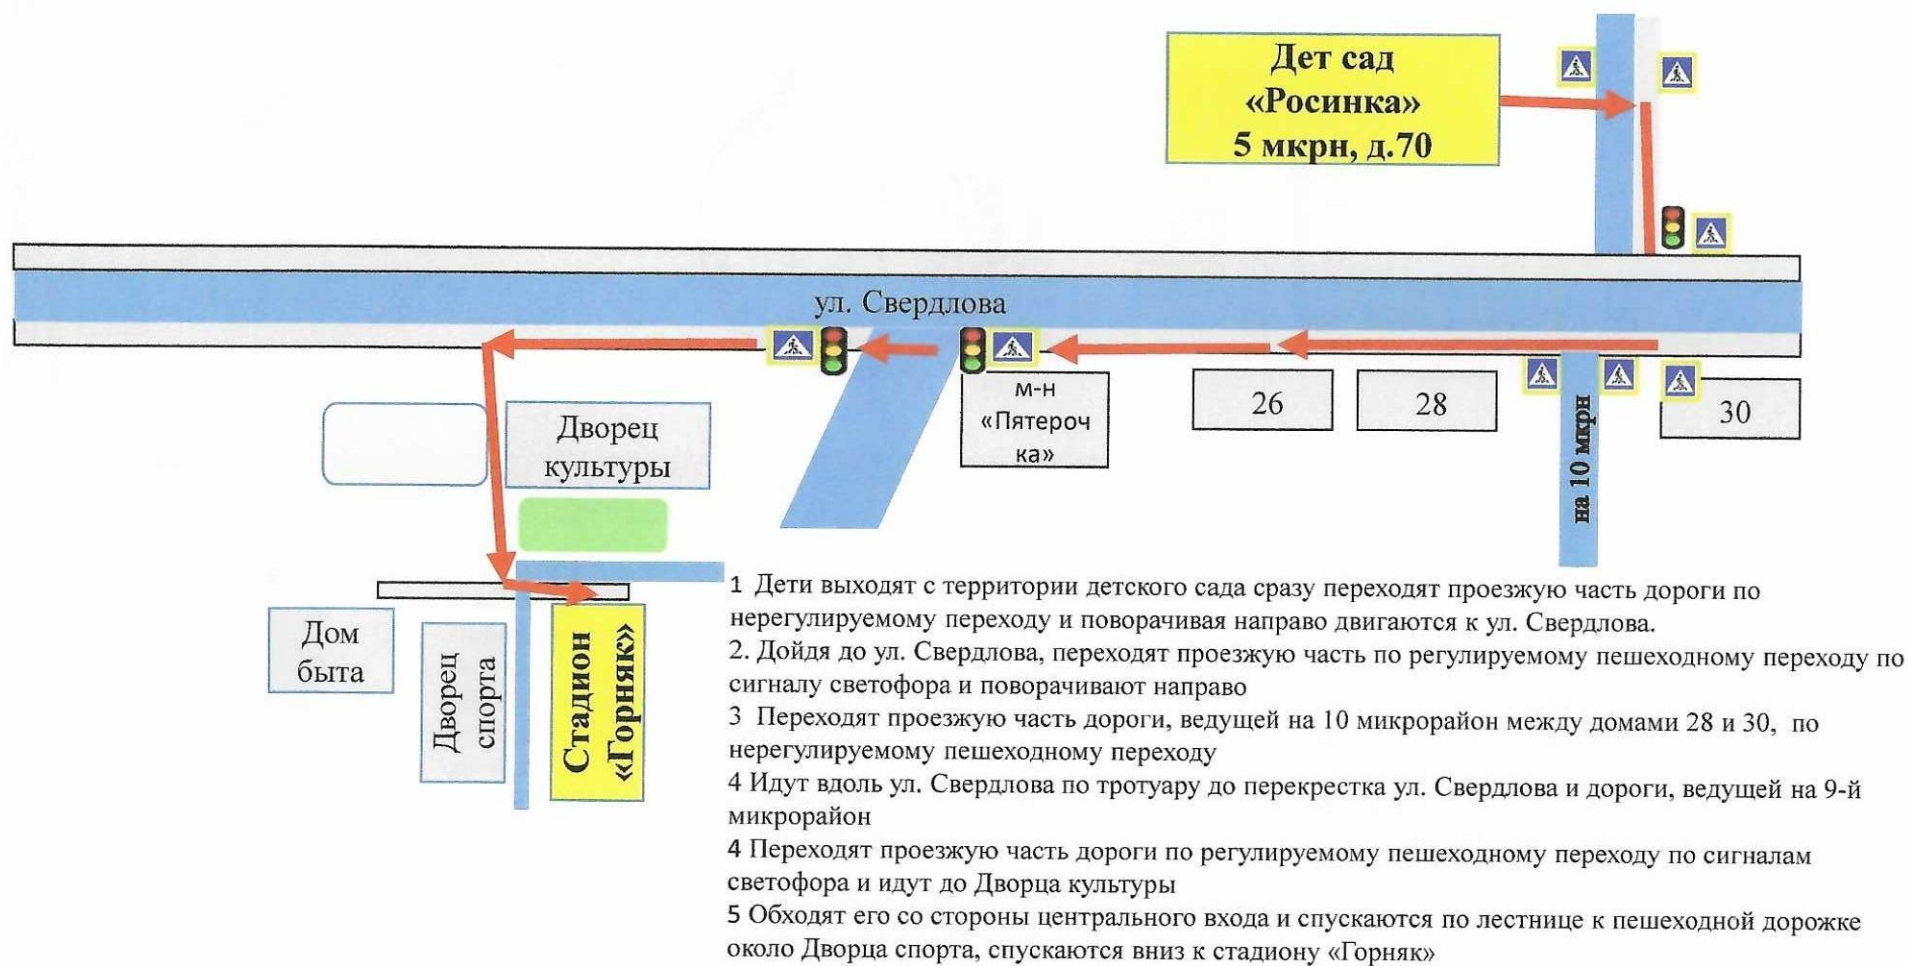 Дет сад
«Росинка»
5 мкрн, д.70
ул. Свердлова
м-н
«Пятероч
ка»
26
28
30
на 10 мкрн
Дворец
культуры
Дом
быта
Дворец
спорта
Стадион
«Горняк»
1 Дети выходят с территории детского сада сразу переходят проезжую часть дороги по
нерегулируемому переходу и поворачивая направо двигаются к ул. Свердлова.
2. Дойдя до ул. Свердлова, переходят проезжую часть по регулируемому пешеходному переходу по
сигналу светофора и поворачивают направо
3 Переходят проезжую часть дороги, ведущей на 10 микрорайон между домами 28 и 30, по
нерегулируемому пешеходному переходу
4 Идут вдоль ул. Свердлова по тротуару до перекрестка ул. Свердлова и дороги, ведущей на 9-й
микрорайон
4 Переходят проезжую часть дороги по регулируемому пешеходному переходу по сигналам
светофора и идут до Дворца культуры
5 Обходят его со стороны центрального входа и спускаются по лестнице к пешеходной дорожке
около Дворца спорта, спускаются вниз к стадиону «Горняк»